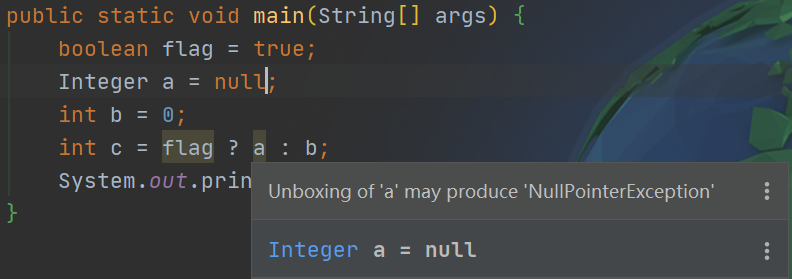 public static void main(String[] args) {
boolean flag = true;
Integer a = null;
int b = 0;
int c = flag ? a : b;
System.out.prin
Unboxing of 'a' may produce 'NullPointerException'
Integer a = null
}